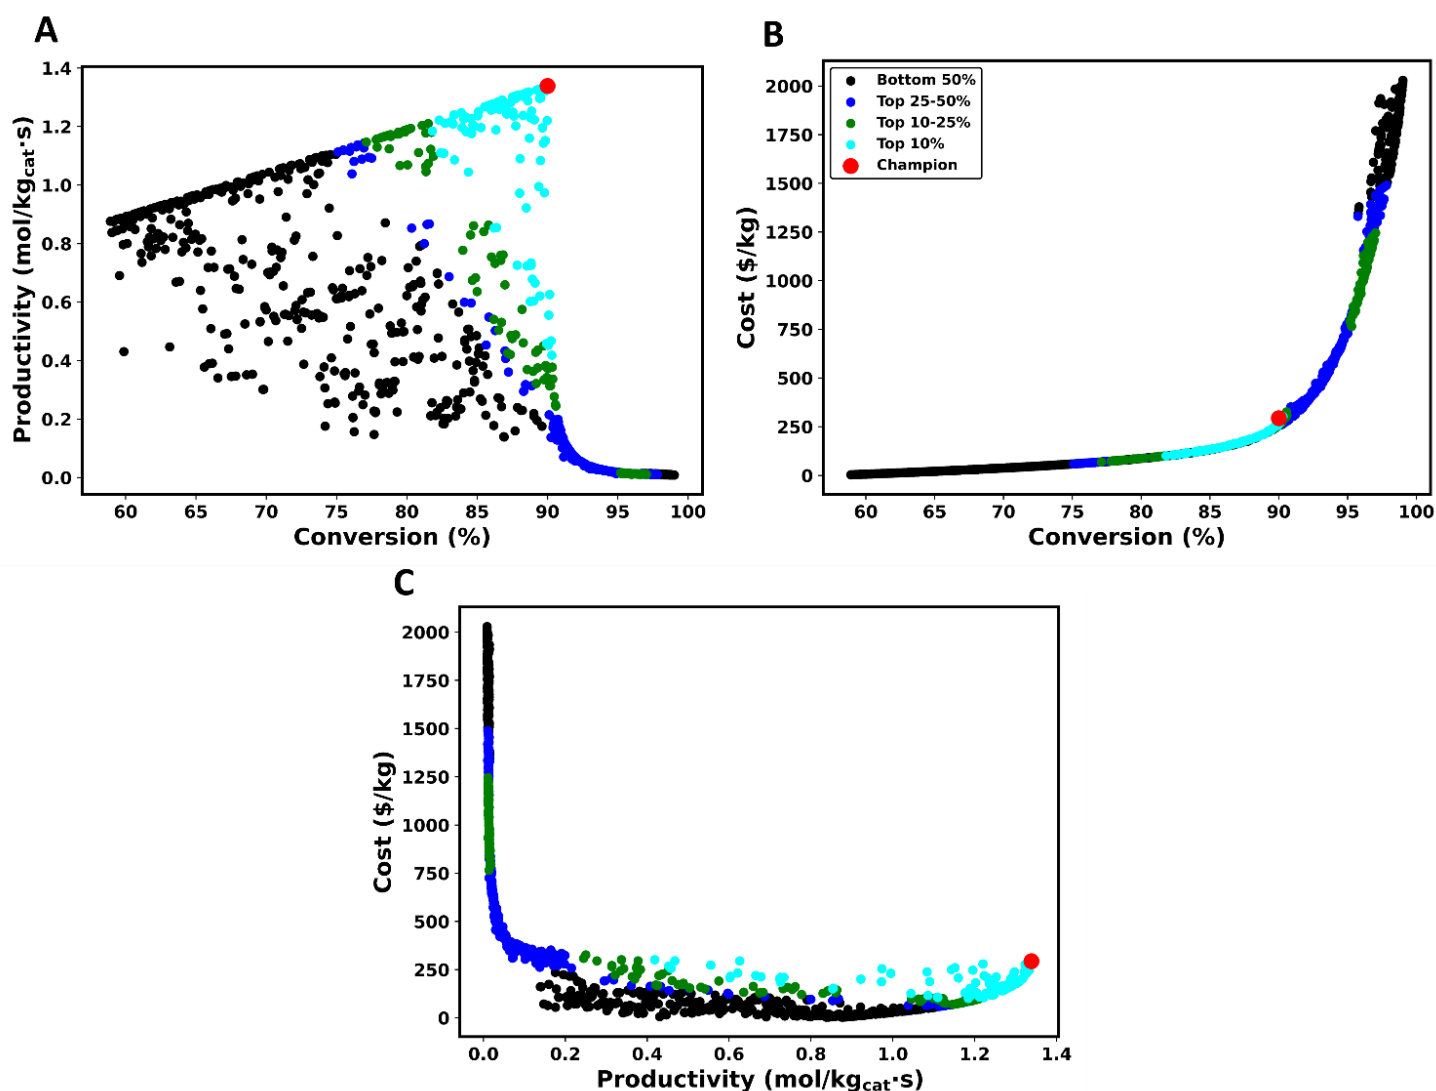 A
1.4
1.2
1.0
0.8
0.6
0.4
0.2
0.0
Productivity (mol/kgcat·s)
60 65 70 75 80 85 90 95 100
Conversion (%)
B
Bottom 50%
Top 25-50%
Top 10-25%
Top 10%
Champion
2000
1750
1500
1250
1000
750
500
250
0
Cost ($/kg)
60 65 70 75 80 85 90 95 100
Conversion (%)
C
2000
1750
1500
1250
1000
750
500
250
0
Cost ($/kg)
0.0 0.2 0.4 0.6 0.8 1.0 1.2 1.4
Productivity (mol/kgcat·s)